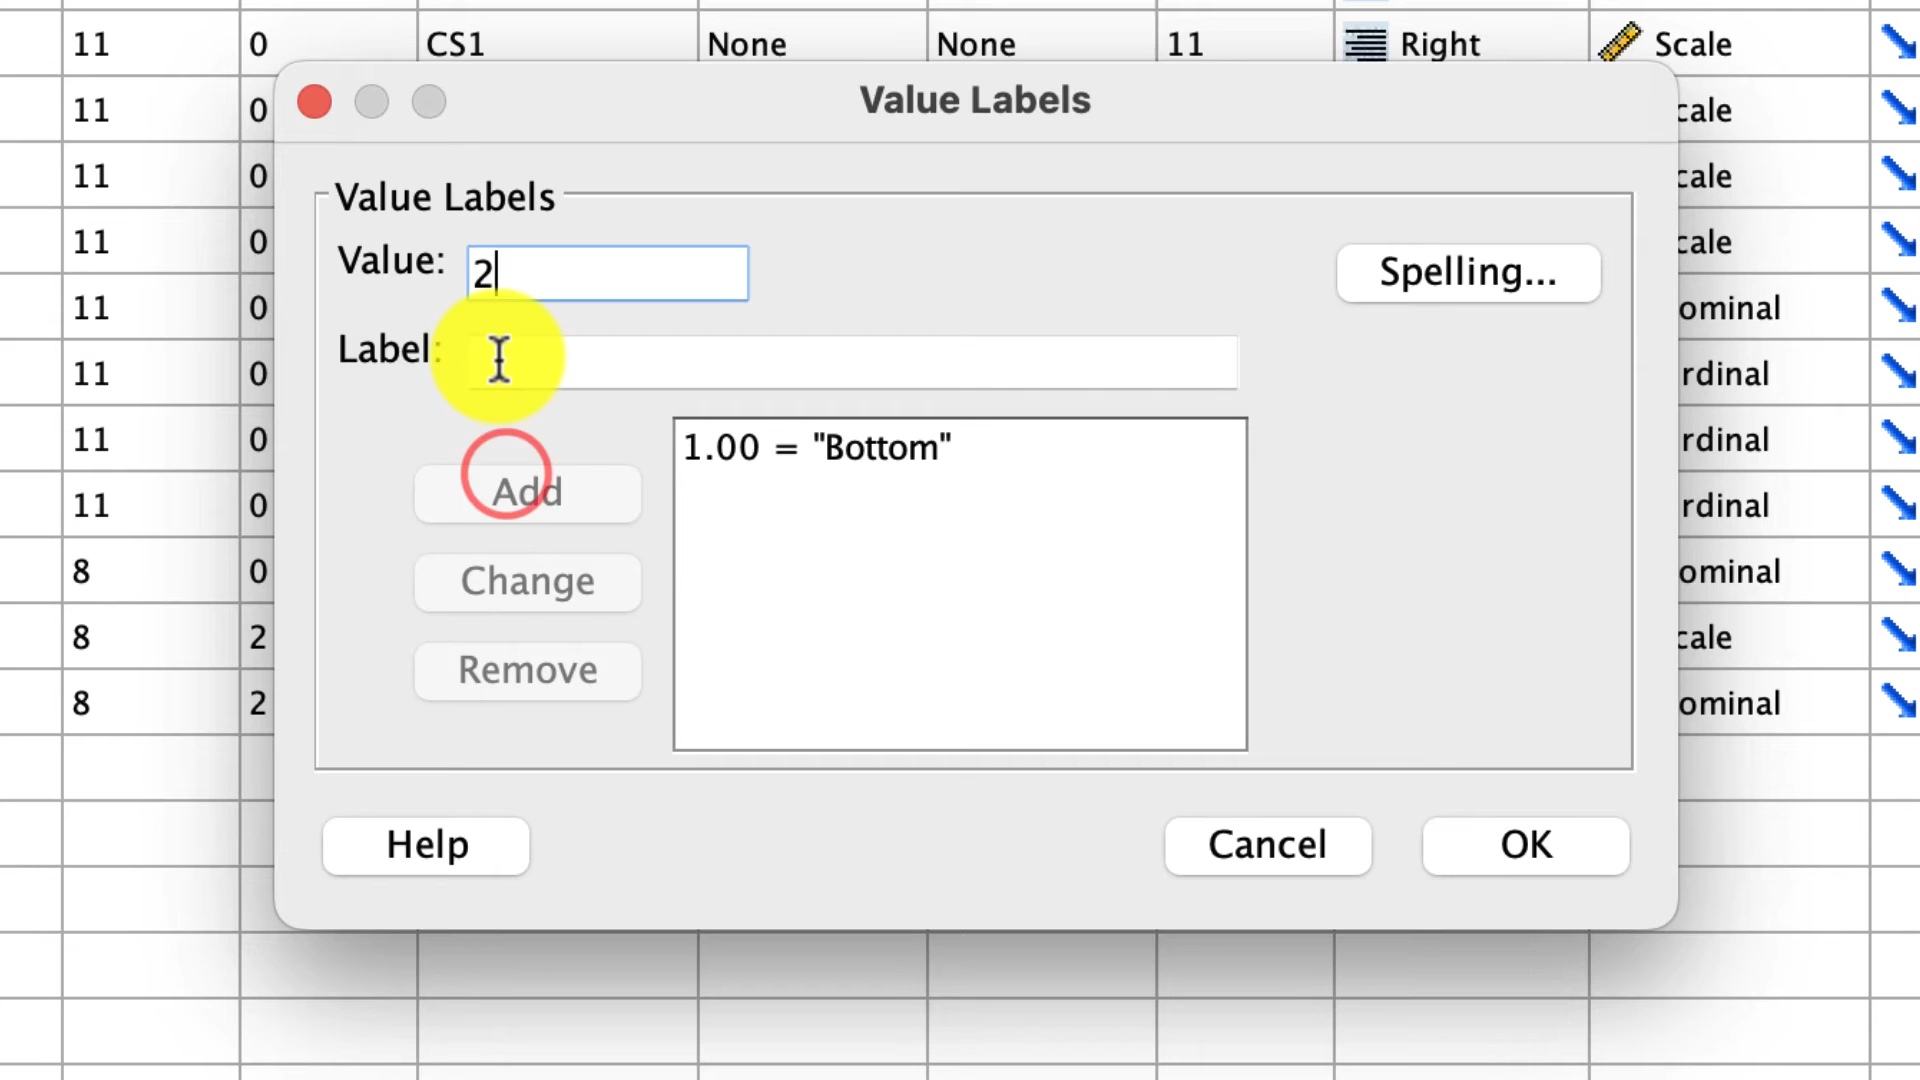 11 0 CS1 None None 11 Right Scale
Value Labels
11 0 cale
11 0 cale
Value Labels
11 0 cale
Value: 2 Spelling...
11 0 ominal
Label:
11 0 rdinal
11 0 rdinal
1.00 = "Bottom"
Add
11 0 rdinal
8 0 ominal
Change
8 2 cale
Remove
8 2 ominal
Help Cancel OK